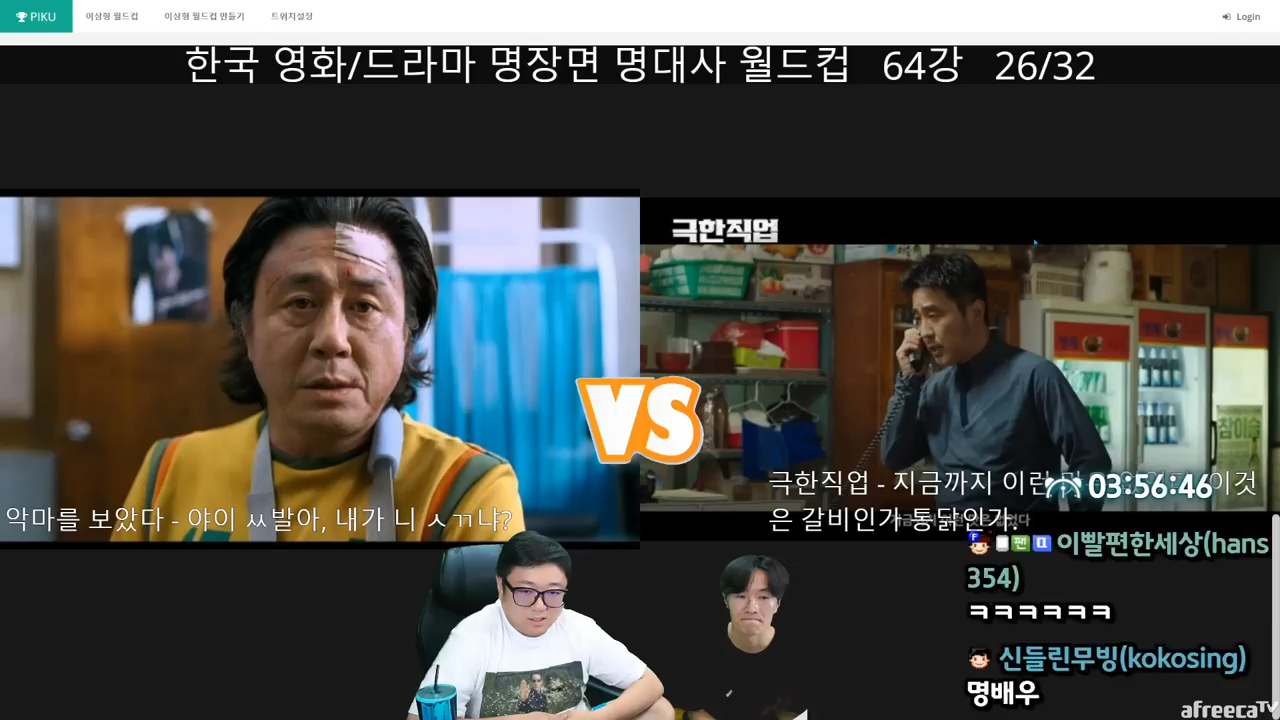 PIKU
이상형 월드컵
이상형 월드컵 만들기
트위치설정
Login
한국 영화/드라마 명장면 명대사 월드컵 64강 26/32
극한직업
VS
참이슬
극한직업 - 지금까지 이런
이것
03:56:46
은 갈비인가 통닭인가.
악마를 보았다 - 야이 ㅆ발아, 내가 니 ㅅㄲ냐?
F 팬 이빨편한세상(hans
354)
ㅋㅋㅋㅋㅋㅋ
신들린무빙(kokosing)
명배우
afreecaTV